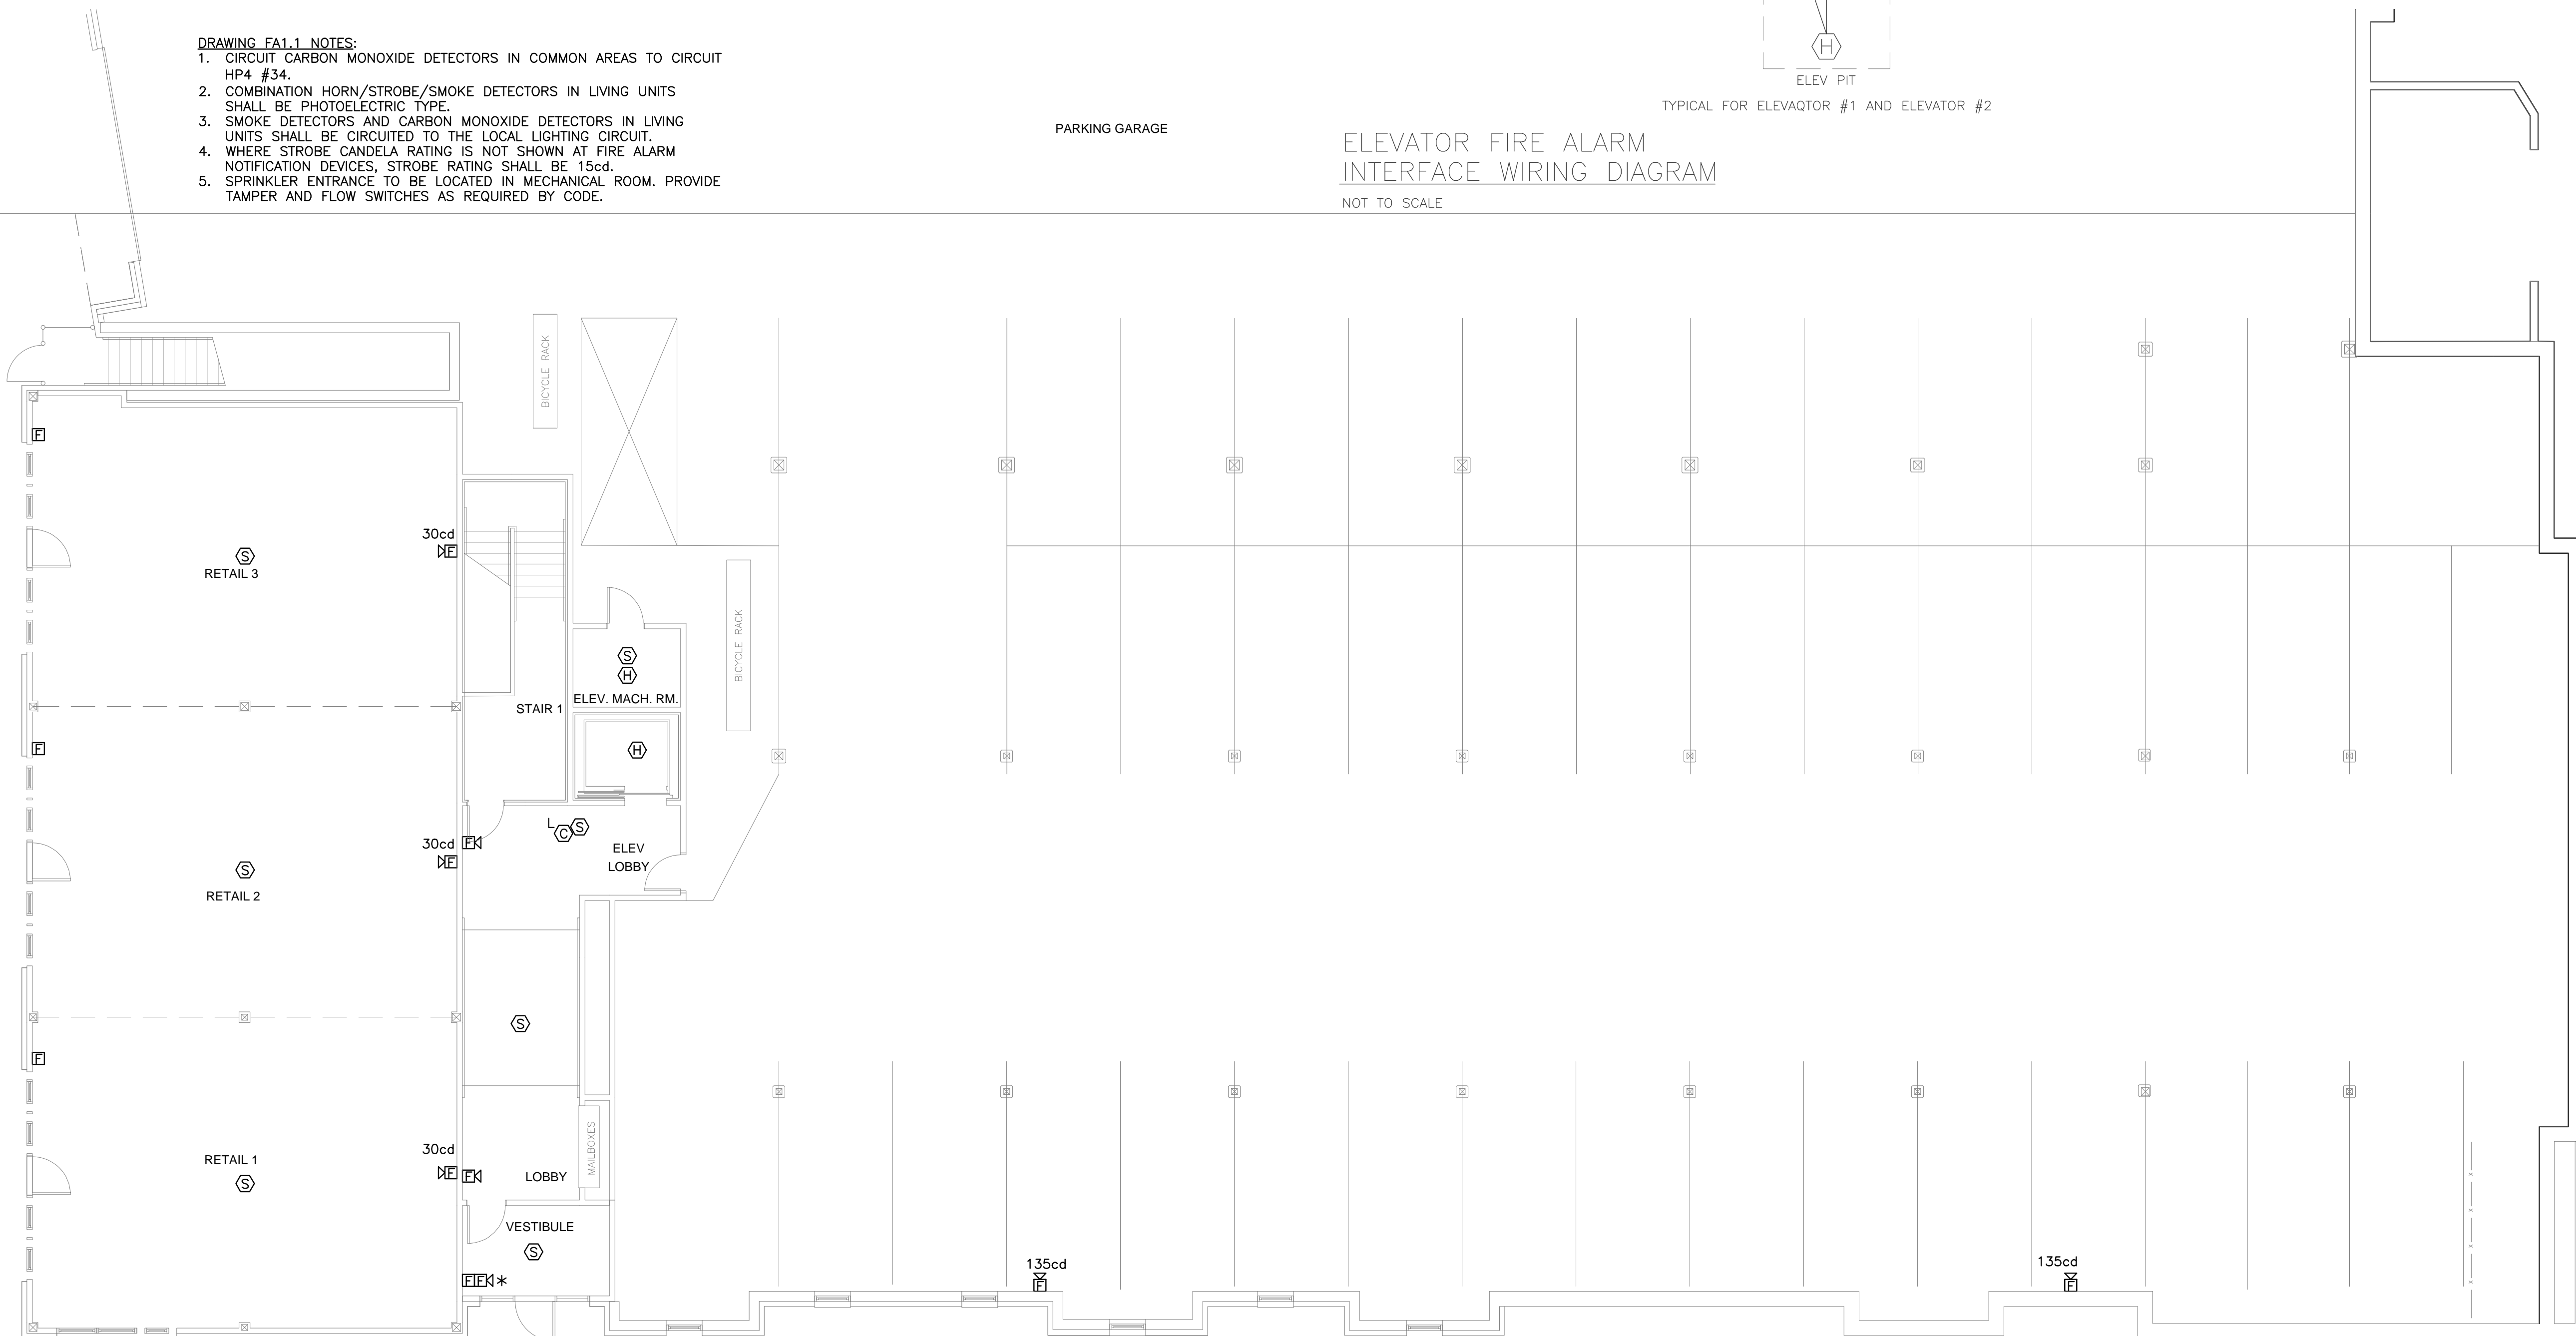 DRAWING FA1.1 NOTES:
1. CIRCUIT CARBON MONOXIDE DETECTORS IN COMMON AREAS TO CIRCUIT
HP4 #34.
2. COMBINATION HORN/STROBE/SMOKE DETECTORS IN LIVING UNITS
SHALL BE PHOTOELECTRIC TYPE.
3. SMOKE DETECTORS AND CARBON MONOXIDE DETECTORS IN LIVING
UNITS SHALL BE CIRCUITED TO THE LOCAL LIGHTING CIRCUIT.
4. WHERE STROBE CANDELA RATING IS NOT SHOWN AT FIRE ALARM
NOTIFICATION DEVICES, STROBE RATING SHALL BE 15cd.
5. SPRINKLER ENTRANCE TO BE LOCATED IN MECHANICAL ROOM. PROVIDE
TAMPER AND FLOW SWITCHES AS REQUIRED BY CODE.
PARKING GARAGE
H
ELEV PIT
TYPICAL FOR ELEVAQTOR #1 AND ELEVATOR #2
ELEVATOR FIRE ALARM
INTERFACE WIRING DIAGRAM
NOT TO SCALE
BICYCLE RACK
F
30cd
F
S
RETAIL 3
BICYCLE RACK
S
H
ELEV. MACH. RM.
STAIR 1
F
H
30cd
F
F
L
C
S
ELEV
LOBBY
S
RETAIL 2
S
F
30cd
F
F
RETAIL 1
S
LOBBY
MAILBOXES
VESTIBULE
S
F
F
*
135cd
F
135cd
F